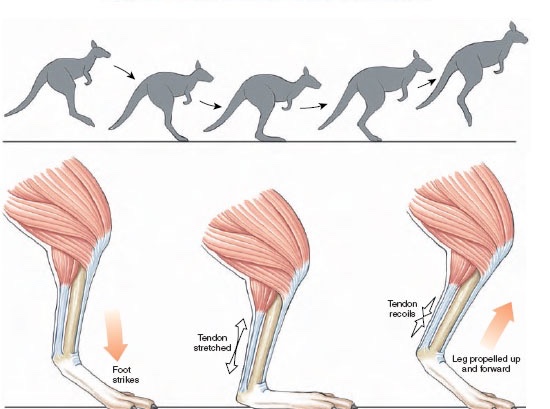 Foot
strikes
Tendon
stretched
Tendon
recoils
Leg propelled up
and forward